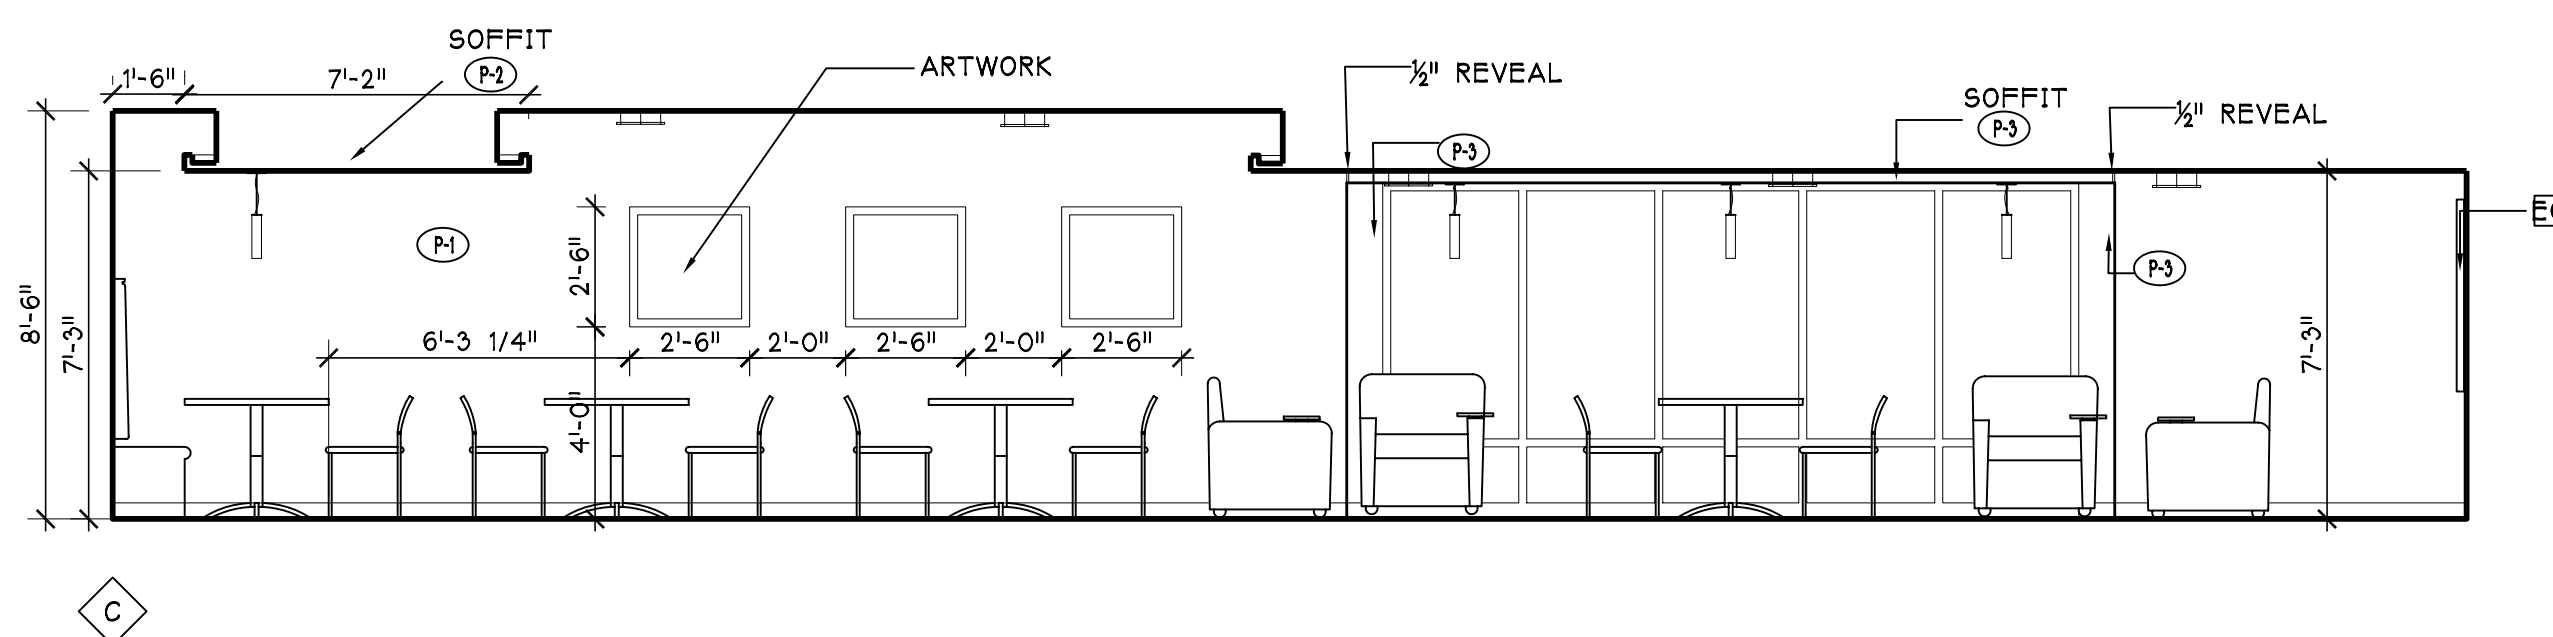 SOFFIT
P-2
1'-6"
7'-2"
ARTWORK
½" REVEAL
SOFFIT
P-3
½" REVEAL
P-3
P-1
P-3
8'-6"
7'-3"
2'-6"
6'-3 1/4"
2'-6"
2'-0"
2'-6"
2'-0"
2'-6"
4'-0"
7'-3"
C